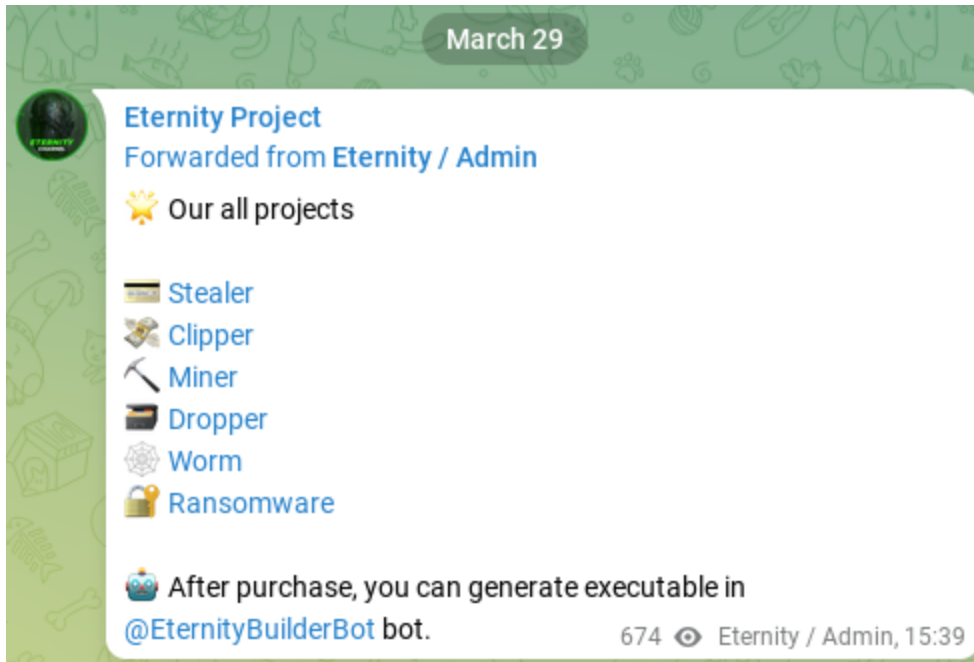 March 29
Eternity Project
Forwarded from Eternity / Admin
🌟 Our all projects
💳 Stealer
💸 Clipper
⛏ Miner
🗃 Dropper
🕸 Worm
🔐 Ransomware
🤖 After purchase, you can generate executable in
@EternityBuilderBot bot.
674 Eternity / Admin, 15:39
ETERNITY